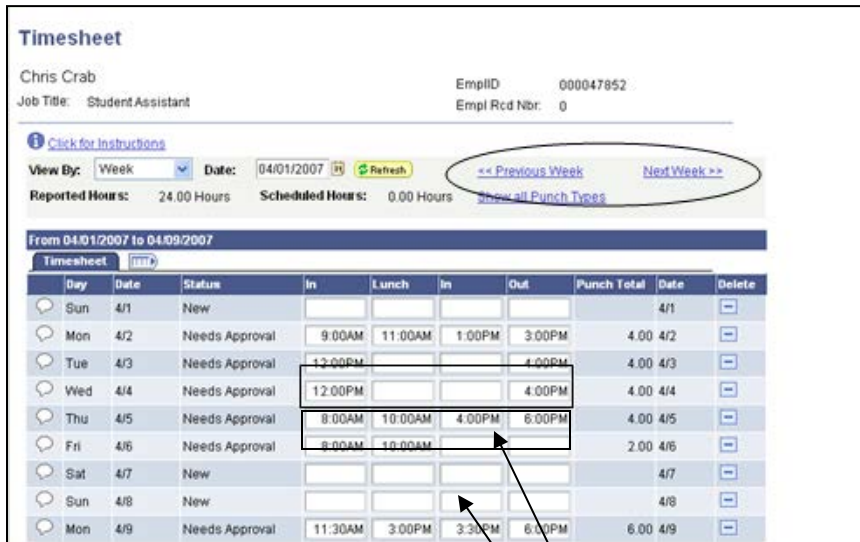 Timesheet
Chris Crab
EmplID 000047852
Job Title: Student Assistant
Empl Rcd Nbr: 0
Click for Instructions
View By: Week Date: 04/01/2007 Refresh << Previous Week Next Week >>
Reported Hours: 24.00 Hours Scheduled Hours: 0.00 Hours Show all Punch Types
From 04/01/2007 to 04/09/2007
Timesheet
Day Date Status In Lunch In Out Punch Total Date Delete
Sun 4/1 New 4/1
Mon 4/2 Needs Approval 9:00AM 11:00AM 1:00PM 3:00PM 4.00 4/2
Tue 4/3 Needs Approval 12:00PM 4:00PM 4.00 4/3
Wed 4/4 Needs Approval 12:00PM 4:00PM 4.00 4/4
Thu 4/5 Needs Approval 8:00AM 10:00AM 4:00PM 6:00PM 4.00 4/5
Fri 4/6 Needs Approval 8:00AM 10:00AM 2.00 4/6
Sat 4/7 New 4/7
Sun 4/8 New 4/8
Mon 4/9 Needs Approval 11:30AM 3:00PM 3:30PM 6:00PM 6.00 4/9